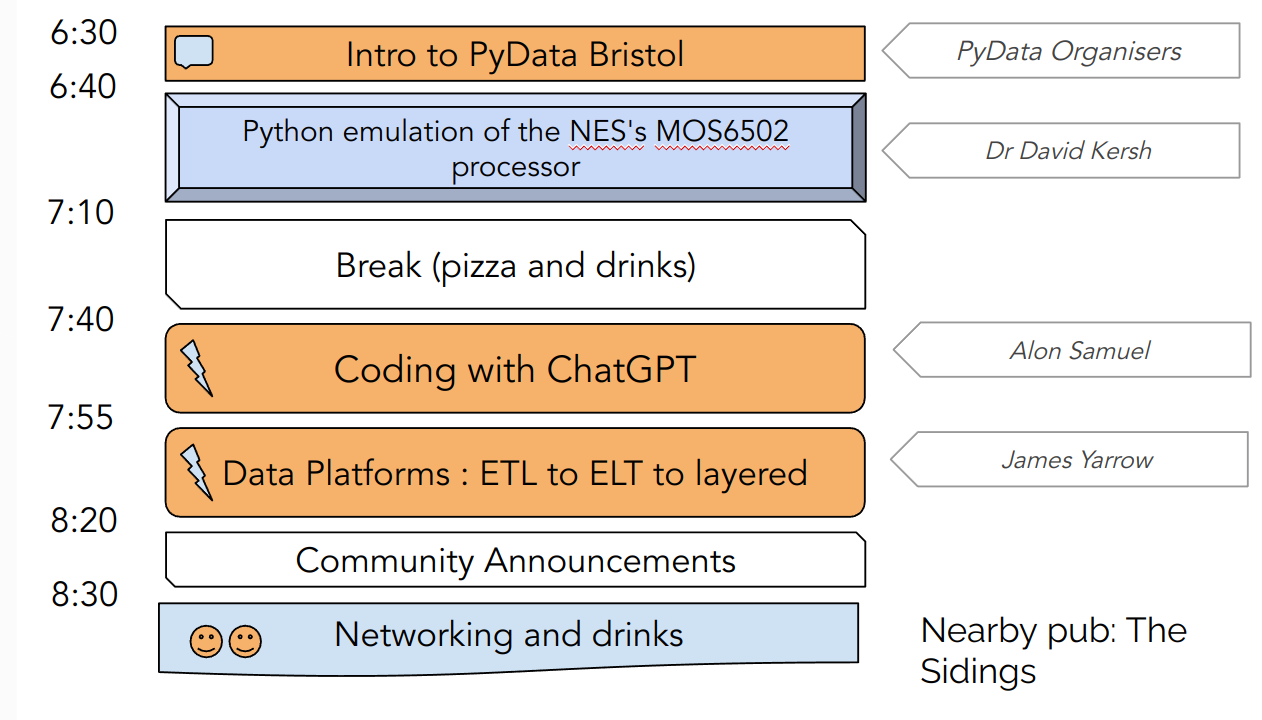 6:30
Intro to PyData Bristol
PyData Organisers
6:40
Python emulation of the NES's MOS6502
processor
Dr David Kersh
7:10
Break (pizza and drinks)
7:40
Coding with ChatGPT
Alon Samuel
7:55
Data Platforms : ETL to ELT to layered
James Yarrow
8:20
Community Announcements
8:30
Networking and drinks
Nearby pub: The
Sidings